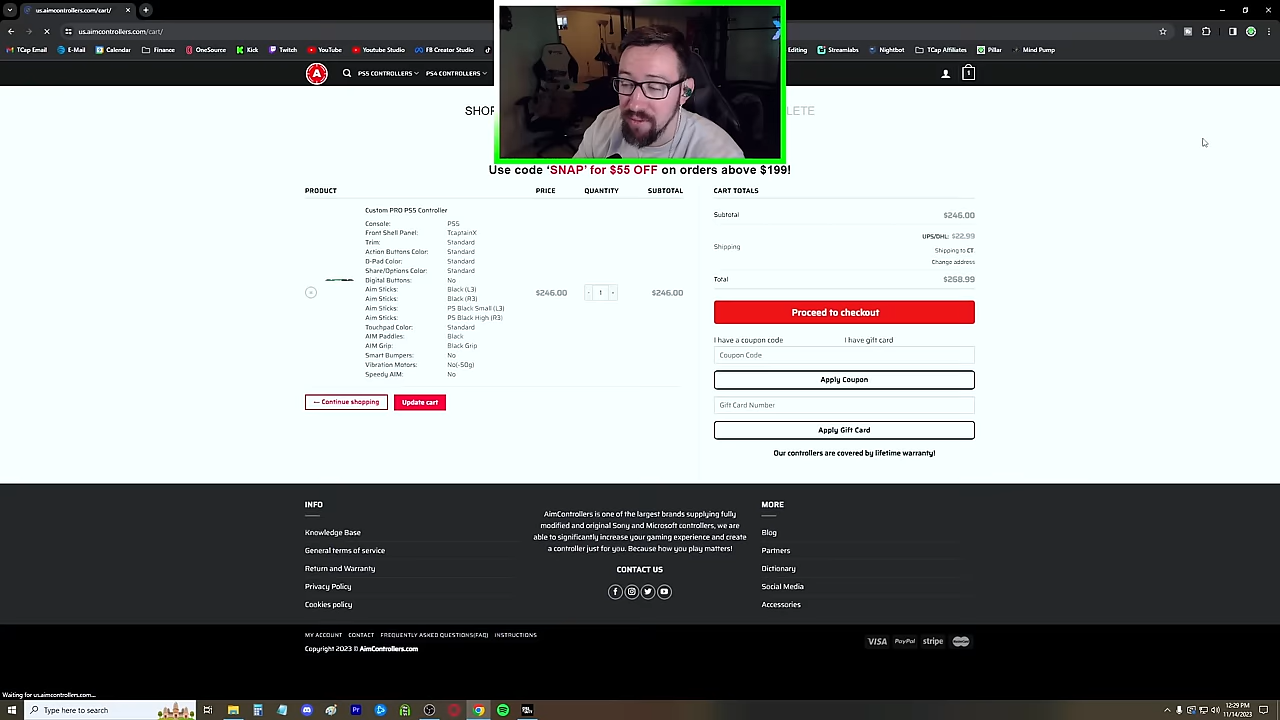 us.aimcontrollers.com/cart/
us.aimcontrollers.com/cart/
TCap Email
E-Mail
Calendar
Finance
OneSource
Kick
Twitch
YouTube
YouTube Studio
FB Creator Studio
Editing
Streamlabs
Nightbot
TCap Affiliates
Pillar
Mind Pump
A
PS5 CONTROLLERS
PS4 CONTROLLERS
1
SHOP
LETE
Use code 'SNAP' for $55 OFF on orders above $199!
PRODUCT PRICE QUANTITY SUBTOTAL
Custom PRO PS5 Controller
Console: PS5
Front Shell Panel: TcaptainX
Trim: Standard
Action Buttons Color: Standard
D-Pad Color: Standard
Share/Options Color: Standard
Digital Buttons: No
Aim Sticks: Black (L3)
Aim Sticks: Black (R3)
Aim Sticks: PS Black Small (L3)
Aim Sticks: PS Black High (R3)
Touchpad Color: Standard
AIM Paddles: Black
AIM Grip: Black Grip
Smart Bumpers: No
Vibration Motors: No(-50g)
Speedy AIM: No
$246.00 - 1 + $246.00
← Continue shopping
Update cart
CART TOTALS
Subtotal $246.00
Shipping
UPS/DHL: $22.99
Shipping to CT.
Change address
Total $268.99
Proceed to checkout
I have a coupon code I have gift card
Coupon Code
Apply Coupon
Gift Card Number
Apply Gift Card
Our controllers are covered by lifetime warranty!
INFO
Knowledge Base
General terms of service
Return and Warranty
Privacy Policy
Cookies policy
AimControllers is one of the largest brands supplying fully
modified and original Sony and Microsoft controllers, we are
able to significantly increase your gaming experience and create
a controller just for you. Because how you play matters!
CONTACT US
MORE
Blog
Partners
Dictionary
Social Media
Accessories
MY ACCOUNT CONTACT FREQUENTLY ASKED QUESTIONS(FAQ) INSTRUCTIONS
Copyright 2023 © AimControllers.com
VISA PayPal stripe
Waiting for us.aimcontrollers.com...
Type here to search
12:29 PM
11/14/2023